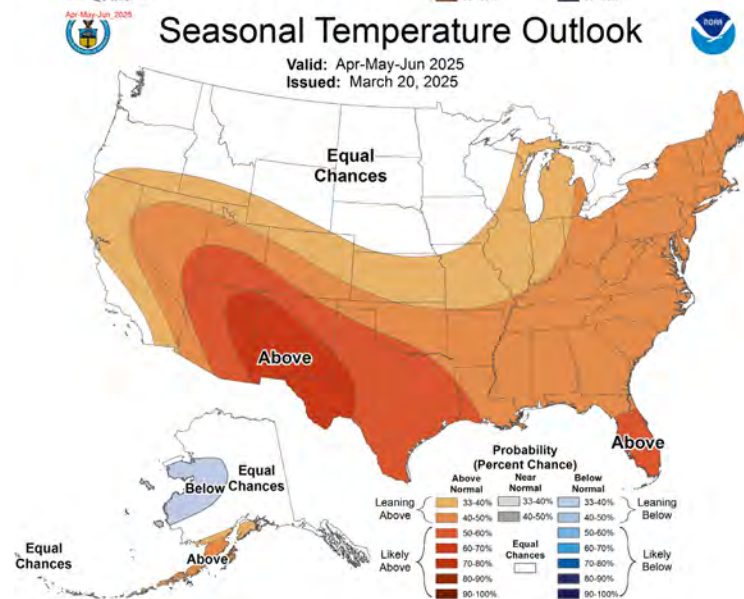 Apr-May-Jun_2025
Seasonal Temperature Outlook
NOAA
Valid: Apr-May-Jun 2025
Issued: March 20, 2025
Equal
Chances
Above
Above
Below
Equal
Chances
Equal
Chances
Above
Probability
(Percent Chance)
Above
Normal
Near
Normal
Below
Normal
Leaning
Above
33-40% 33-40% 33-40%
40-50% 40-50% 40-50%
Leaning
Below
Likely
Above
50-60% 50-60%
60-70% 60-70%
70-80% 70-80%
80-90% 80-90%
90-100% 90-100%
Equal
Chances
Likely
Below